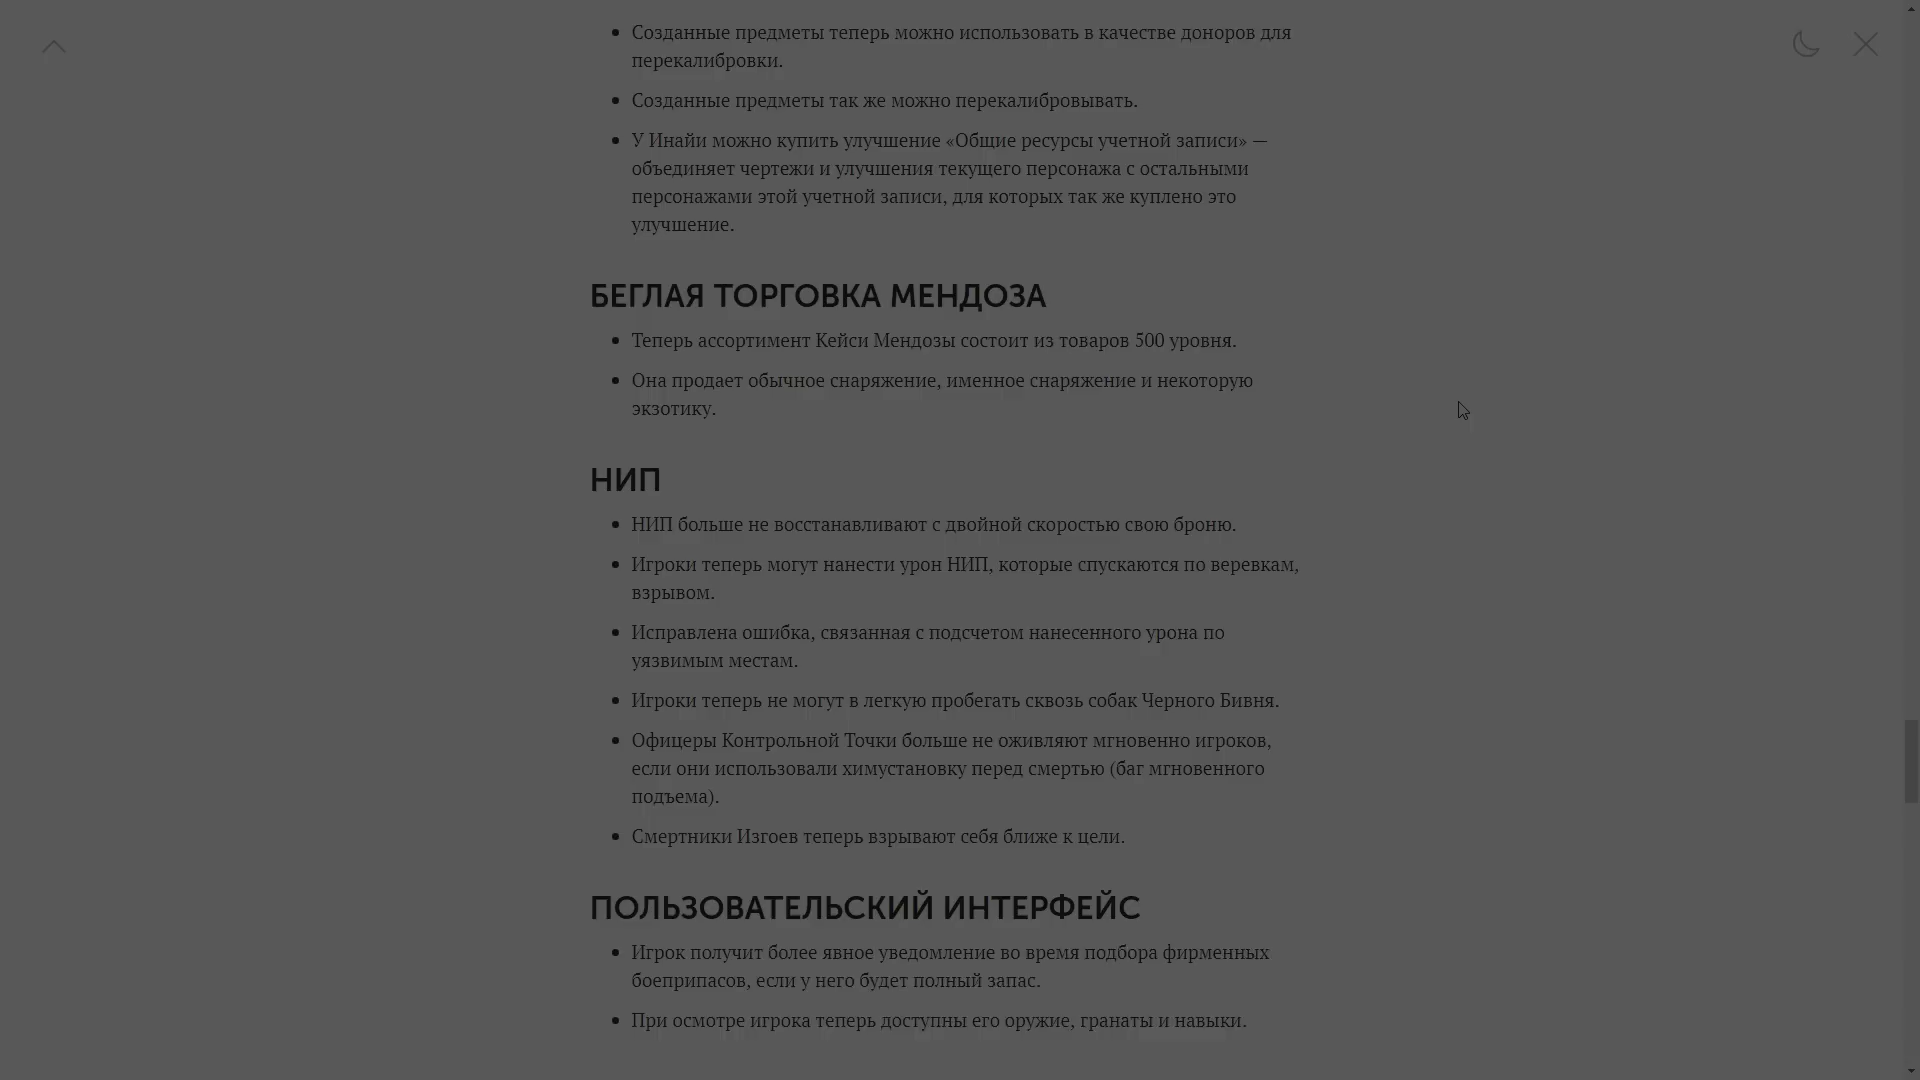 Созданные предметы теперь можно использовать в качестве доноров для
перекалибровки.
Созданные предметы так же можно перекалибровывать.
У Инайи можно купить улучшение «Общие ресурсы учетной записи» —
объединяет чертежи и улучшения текущего персонажа с остальными
персонажами этой учетной записи, для которых так же куплено это
улучшение.
БЕГЛАЯ ТОРГОВКА МЕНДОЗА
Теперь ассортимент Кейси Мендозы состоит из товаров 500 уровня.
Она продает обычное снаряжение, именное снаряжение и некоторую
экзотику.
НИП
НИП больше не восстанавливают с двойной скоростью свою броню.
Игроки теперь могут нанести урон НИП, которые спускаются по веревкам,
взрывом.
Исправлена ошибка, связанная с подсчетом нанесенного урона по
уязвимым местам.
Игроки теперь не могут в легкую пробегать сквозь собак Черного Бивня.
Офицеры Контрольной Точки больше не оживляют мгновенно игроков,
если они использовали химустановку перед смертью (баг мгновенного
подъема).
Смертники Изгоев теперь взрывают себя ближе к цели.
ПОЛЬЗОВАТЕЛЬСКИЙ ИНТЕРФЕЙС
Игрок получит более явное уведомление во время подбора фирменных
боеприпасов, если у него будет полный запас.
При осмотре игрока теперь доступны его оружие, гранаты и навыки.